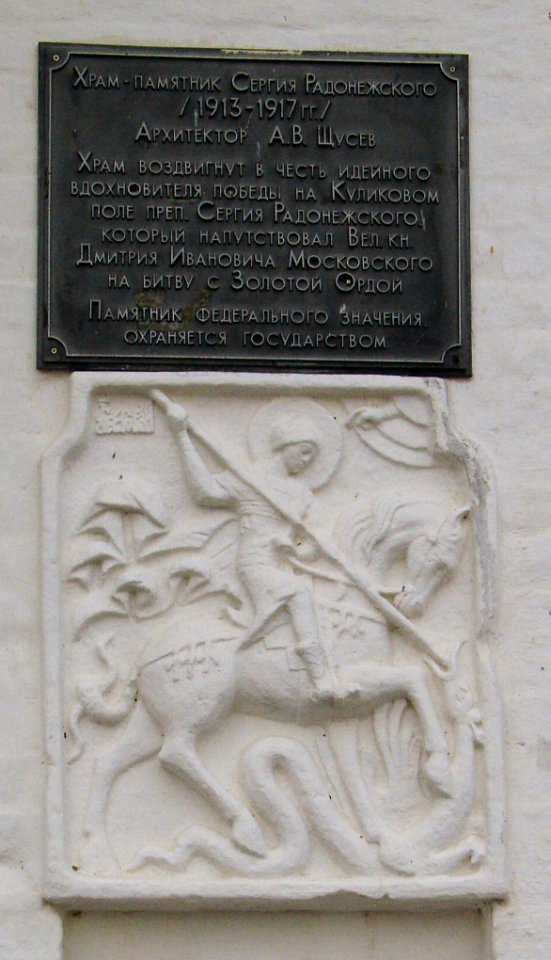 Храм-памятник Сергия Радонежского
/1913-1917 гг./
Архитектор А.В. Щусев
Храм воздвигнут в честь идейного
вдохновителя победы на Куликовом
поле преп. Сергия Радонежского,
который напутствовал Вел. кн.
Дмитрия Ивановича Московского
на битву с Золотой Ордой
Памятник федерального значения,
охраняется государством